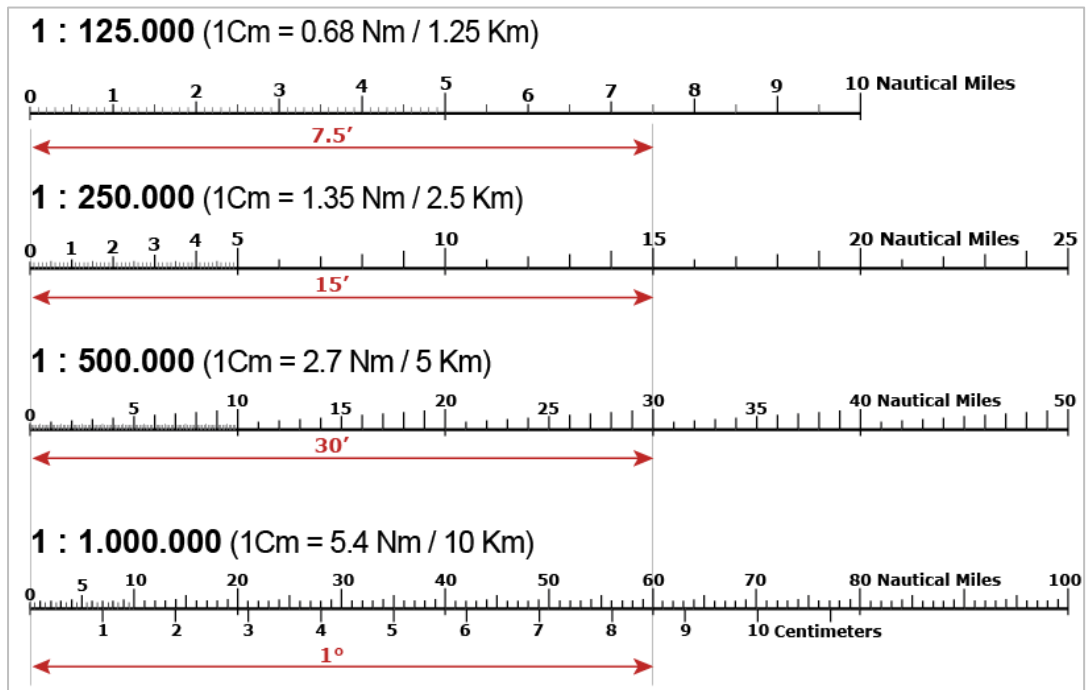 1 : 125.000 (1Cm = 0.68 Nm / 1.25 Km)
0 1 2 3 4 5 6 7 8 9 10 Nautical Miles
7.5′
1 : 250.000 (1Cm = 1.35 Nm / 2.5 Km)
0 1 2 3 4 5 10 15 20 Nautical Miles 25
15′
1 : 500.000 (1Cm = 2.7 Nm / 5 Km)
0 5 10 15 20 25 30 35 40 Nautical Miles 50
30′
1 : 1.000.000 (1Cm = 5.4 Nm / 10 Km)
0 5 10 20 30 40 50 60 70 80 Nautical Miles 100
1 2 3 4 5 6 7 8 9 10 Centimeters
1°